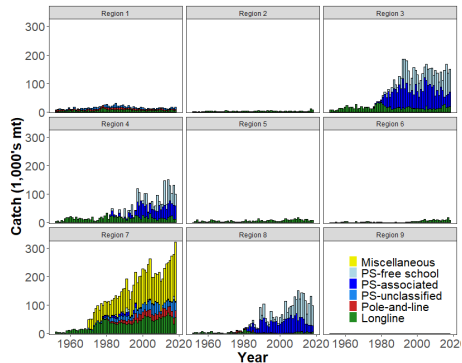 Region 1 Region 2 Region 3
300
200
100
0
Region 4 Region 5 Region 6
300
200
100
0
Region 7 Region 8 Region 9
300
200
100
0
Catch (1,000's mt)
Miscellaneous
PS-free school
PS-associated
PS-unclassified
Pole-and-line
Longline
1960 1980 2000 2020 1960 1980 2000 2020 1960 1980 2000 2020
Year